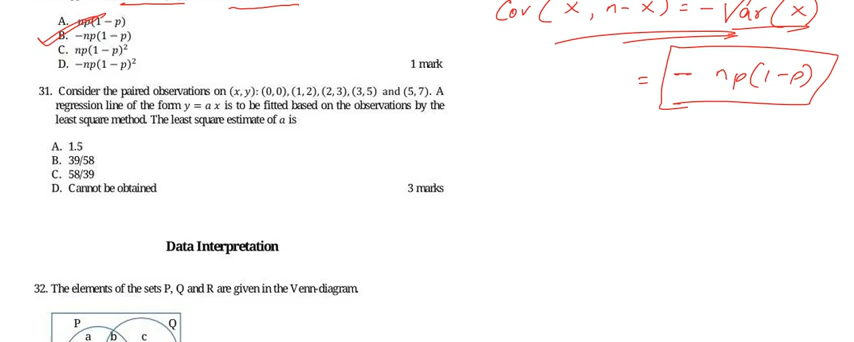 A. np(1 − p)
B. −np(1 − p)
C. np(1 − p)²
D. −np(1 − p)² 1 mark
Cov ( x , n- x ) = - Var ( x )
= - np(1-p)
31. Consider the paired observations on (x, y): (0, 0), (1, 2), (2, 3), (3, 5) and (5, 7). A
regression line of the form y = a x is to be fitted based on the observations by the
least square method. The least square estimate of a is
A. 1.5
B. 39/58
C. 58/39
D. Cannot be obtained 3 marks
Data Interpretation
32. The elements of the sets P, Q and R are given in the Venn-diagram.
P Q
a b c